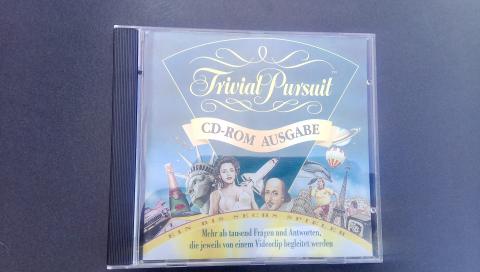 Trivial Pursuit™
CD-ROM AUSGABE
EIN BIS SECHS SPIELER
Mehr als tausend Fragen und Antworten,
die jeweils von einem Videoclip begleitet werden